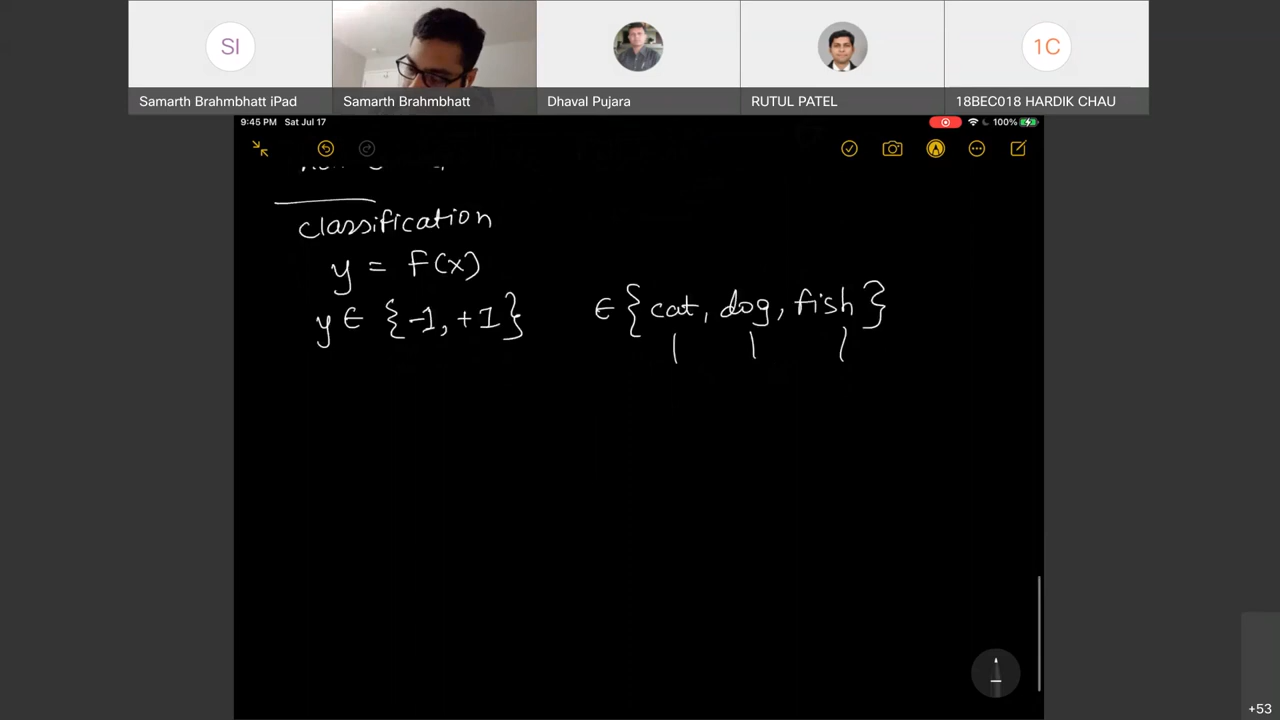 SI
1C
Samarth Brahmbhatt iPad
Samarth Brahmbhatt
Dhaval Pujara
RUTUL PATEL
18BEC018 HARDIK CHAU
9:45 PM Sat Jul 17
100%
classification
y = F(x)
y ∈ {-1, +1} ∈ {cat, dog, fish}
+53